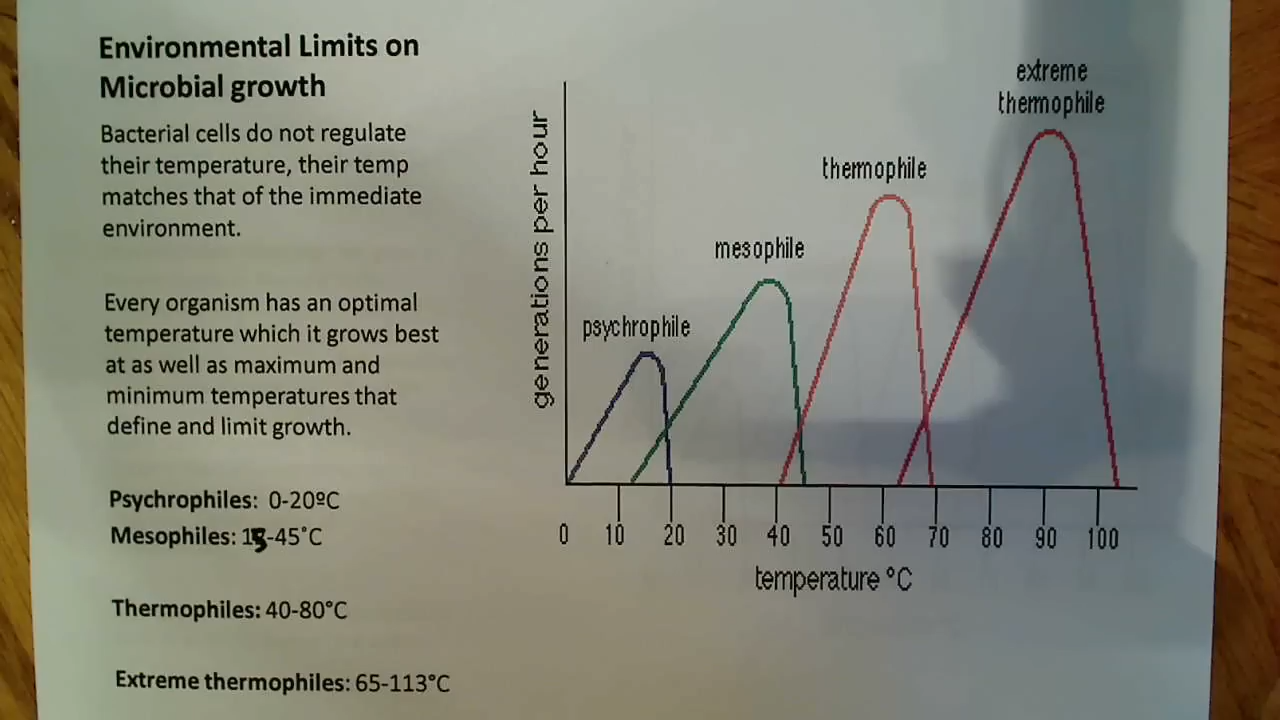 Environmental Limits on
Microbial growth
Bacterial cells do not regulate
their temperature, their temp
matches that of the immediate
environment.
Every organism has an optimal
temperature which it grows best
at as well as maximum and
minimum temperatures that
define and limit growth.
Psychrophiles: 0-20ºC
Mesophiles: 15-45°C
Thermophiles: 40-80°C
Extreme thermophiles: 65-113°C
generations per hour
psychrophile
mesophile
thermophile
extreme
thermophile
0 10 20 30 40 50 60 70 80 90 100
temperature °C